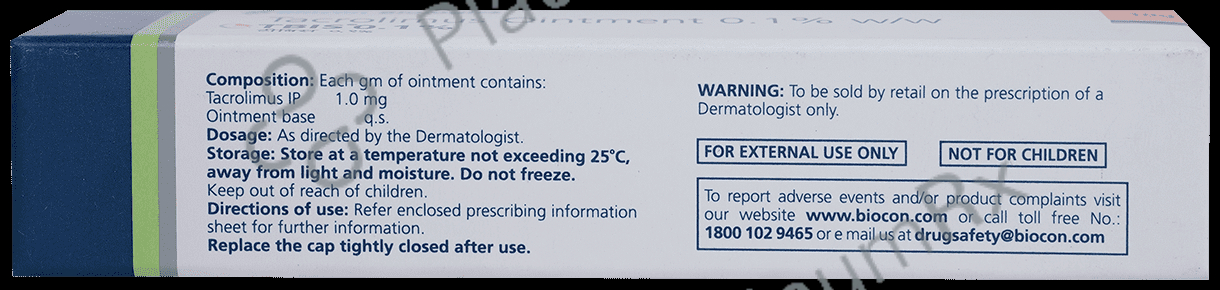 Tacrolimus Ointment 0.1% w/w
TBIS 0.1%
10g
Composition: Each gm of ointment contains:
Tacrolimus IP 1.0 mg
Ointment base q.s.
Dosage: As directed by the Dermatologist.
Storage: Store at a temperature not exceeding 25°C,
away from light and moisture. Do not freeze.
Keep out of reach of children.
Directions of use: Refer enclosed prescribing information
sheet for further information.
Replace the cap tightly closed after use.
WARNING: To be sold by retail on the prescription of a
Dermatologist only.
FOR EXTERNAL USE ONLY
NOT FOR CHILDREN
To report adverse events and/or product complaints visit
our website www.biocon.com or call toll free No.:
1800 102 9465 or e mail us at drugsafety@biocon.com